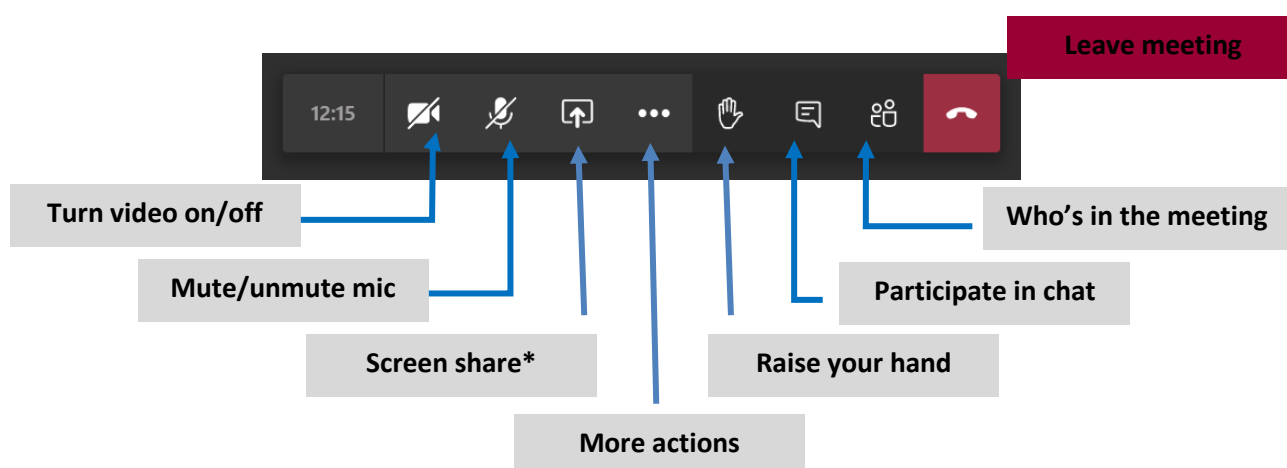 Leave meeting
12:15
Turn video on/off
Who’s in the meeting
Mute/unmute mic
Participate in chat
Screen share*
Raise your hand
More actions